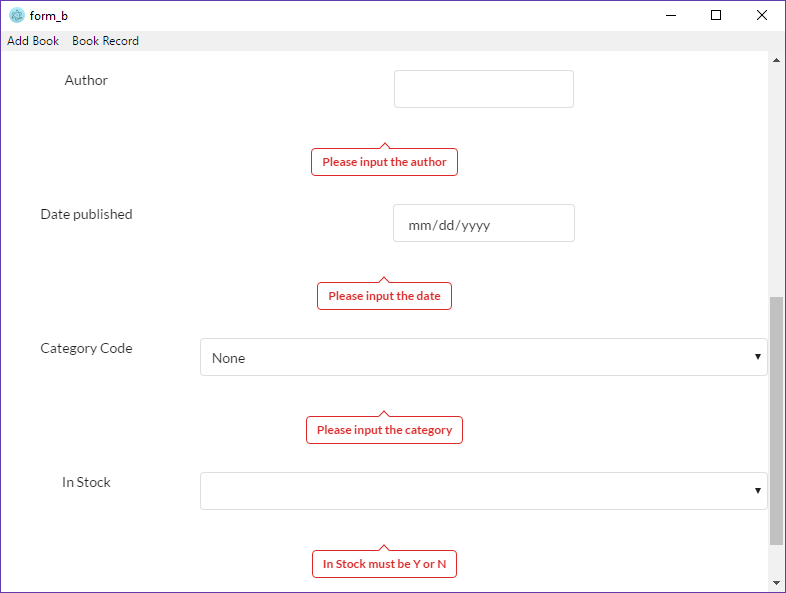 form_b
Add Book Book Record
Author
Please input the author
Date published mm/dd/yyyy
Please input the date
Category Code None
Please input the category
In Stock
In Stock must be Y or N